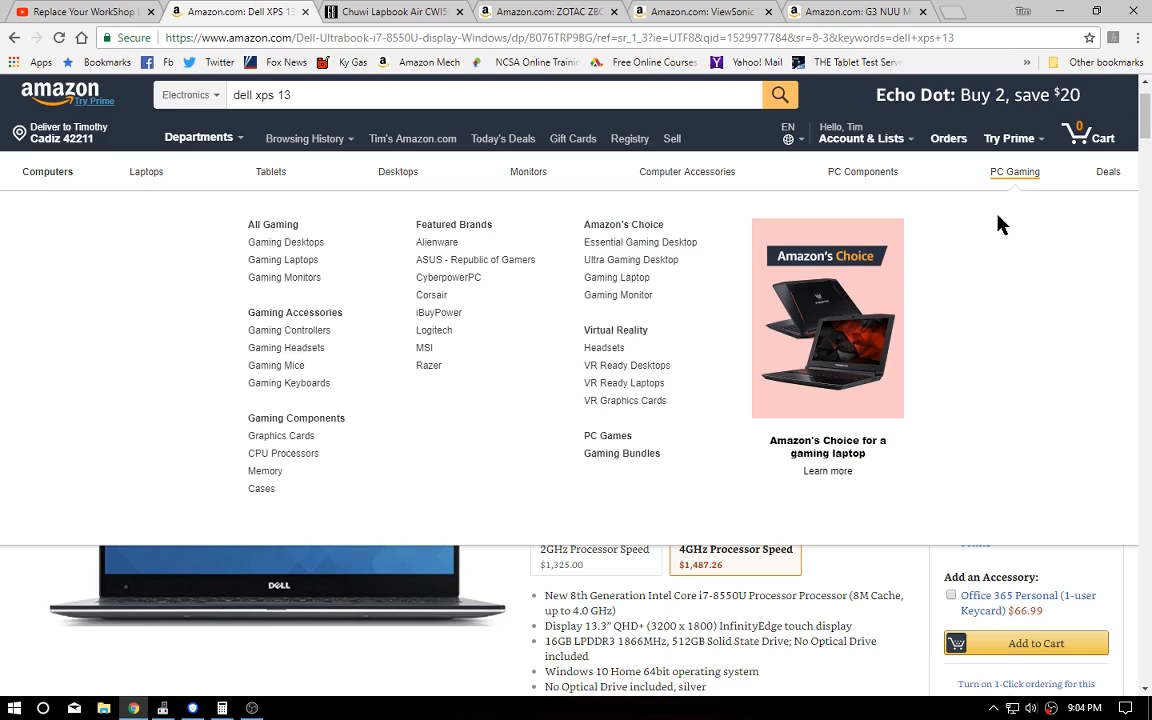 Replace Your WorkShop
Amazon.com: Dell XPS 13
Chuwi Lapbook Air CWI5
Amazon.com: ZOTAC ZBO
Amazon.com: ViewSonic
Amazon.com: G3 NUU M
Tim
Secure
https://www.amazon.com/Dell-Ultrabook-i7-8550U-display-Windows/dp/B076TRP9BG/ref=sr_1_3?ie=UTF8&qid=1529977784&sr=8-3&keywords=dell+xps+13
Apps
Bookmarks
Fb
Twitter
Fox News
Ky Gas
Amazon Mech
NCSA Online Trainin
Free Online Courses
Yahoo! Mail
THE Tablet Test Serv
Other bookmarks
amazon
Try Prime
Electronics
dell xps 13
Echo Dot: Buy 2, save $20
Deliver to Timothy
Cadiz 42211
Departments
Browsing History
Tim's Amazon.com
Today's Deals
Gift Cards
Registry
Sell
EN
Hello, Tim
Account & Lists
Orders
Try Prime
0
Cart
Computers
Laptops
Tablets
Desktops
Monitors
Computer Accessories
PC Components
PC Gaming
Deals
All Gaming
Gaming Desktops
Gaming Laptops
Gaming Monitors
Gaming Accessories
Gaming Controllers
Gaming Headsets
Gaming Mice
Gaming Keyboards
Gaming Components
Graphics Cards
CPU Processors
Memory
Cases
Featured Brands
Alienware
ASUS - Republic of Gamers
CyberpowerPC
Corsair
iBuyPower
Logitech
MSI
Razer
Amazon's Choice
Essential Gaming Desktop
Ultra Gaming Desktop
Gaming Laptop
Gaming Monitor
Virtual Reality
Headsets
VR Ready Desktops
VR Ready Laptops
VR Graphics Cards
PC Games
Gaming Bundles
Amazon's Choice
Amazon's Choice for a
gaming laptop
Learn more
DELL
2GHz Processor Speed
$1,325.00
4GHz Processor Speed
$1,487.26
New 8th Generation Intel Core i7-8550U Processor Processor (8M Cache,
up to 4.0 GHz)
Display 13.3" QHD+ (3200 x 1800) InfinityEdge touch display
16GB LPDDR3 1866MHz, 512GB Solid State Drive; No Optical Drive
included
Windows 10 Home 64bit operating system
No Optical Drive included, silver
Add an Accessory:
Office 365 Personal (1-user
Keycard) $66.99
Add to Cart
Turn on 1-Click ordering for this
9:04 PM